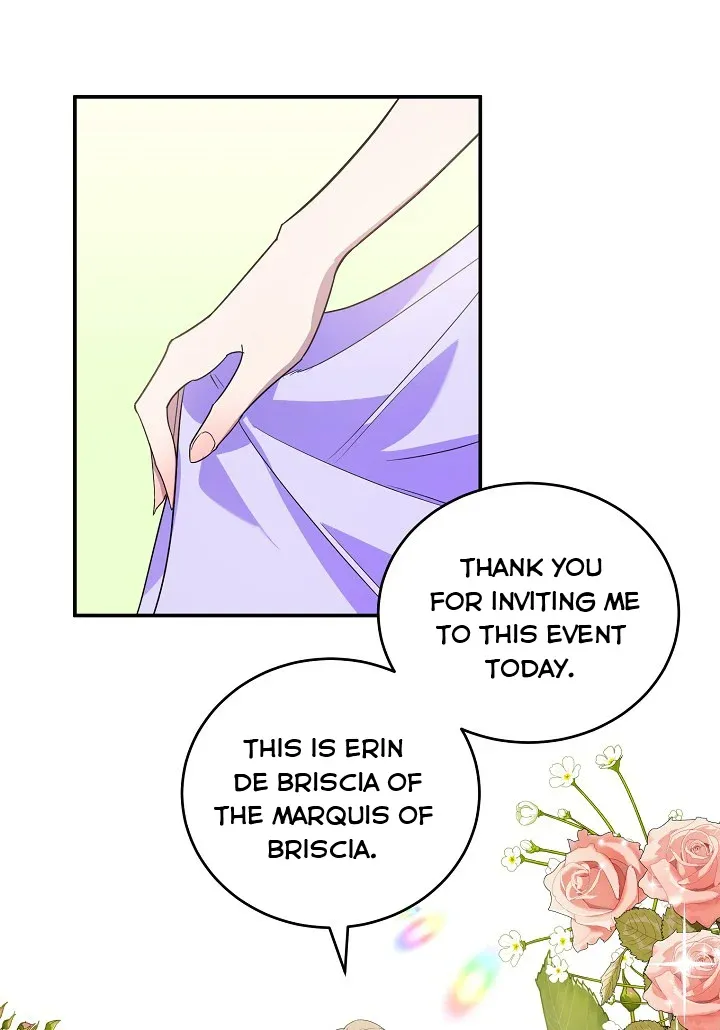 THANK YOU
FOR INVITING ME
TO THIS EVENT
TODAY.
THIS IS ERIN
DE BRISCIA OF
THE MARQUIS OF
BRISCIA.